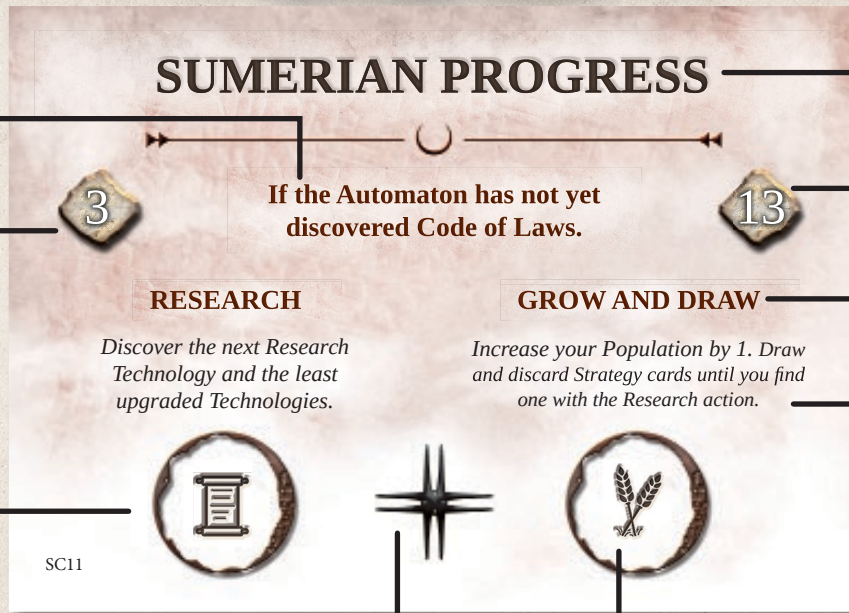 SUMERIAN PROGRESS
3
If the Automaton has not yet
discovered Code of Laws.
13
RESEARCH
Discover the next Research
Technology and the least
upgraded Technologies.
GROW AND DRAW
Increase your Population by 1. Draw
and discard Strategy cards until you find
one with the Research action.
SC11